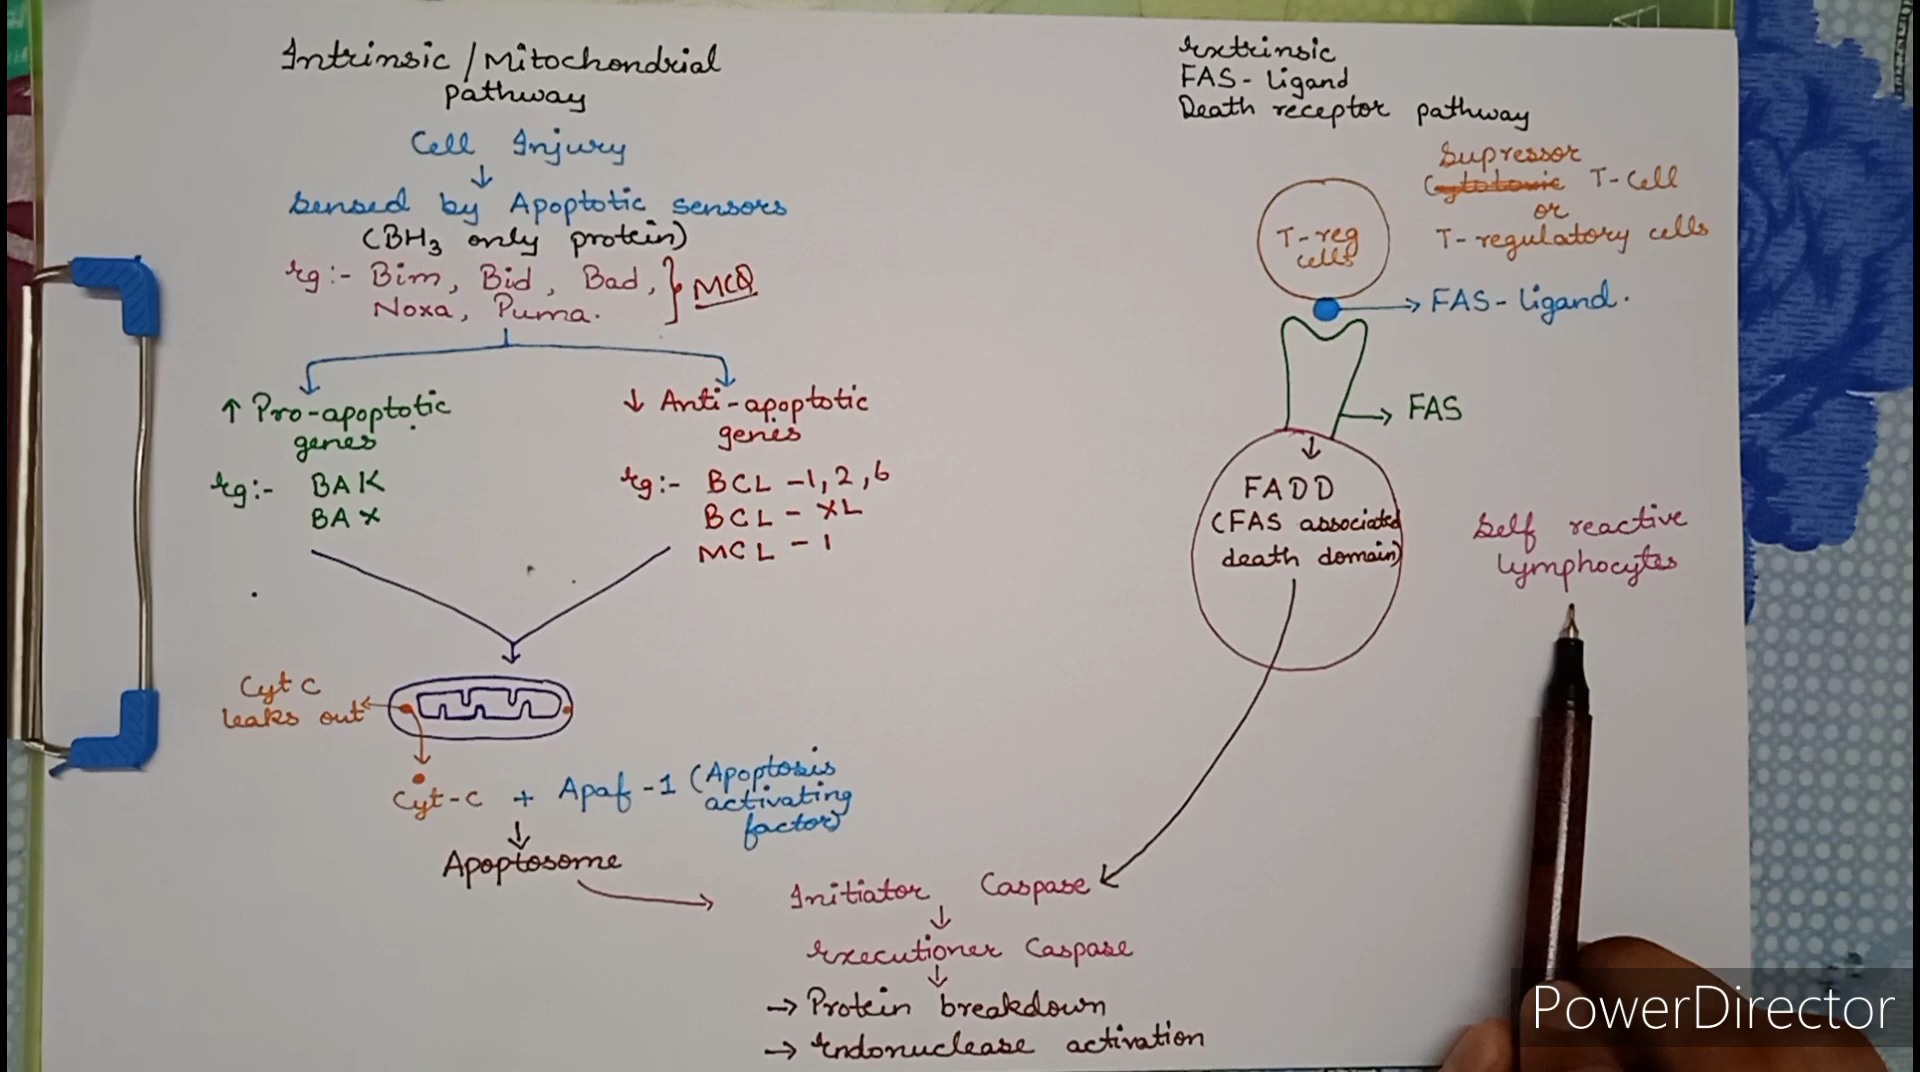 Intrinsic / Mitochondrial
pathway
Cell Injury
↓
Sensed by Apoptotic sensors
(BH3 only protein)
Eg:- Bim, Bid, Bad, } MCQ
Noxa, Puma.
↑ Pro-apoptotic
genes
Eg:- BAK
BAX
↓ Anti-apoptotic
genes
Eg:- BCL -1,2,6
BCL - XL
MCL - 1
Cyt C
leaks out
Cyt-C + Apaf-1 (Apoptosis
activating
factor)
↓
Apoptosome
Extrinsic
FAS- Ligand
Death receptor pathway
Supressor
Cytotoxic T-Cell
or
T-regulatory cells
T-reg
cells
→ FAS-Ligand.
→ FAS
↓
FADD
(FAS associated
death domain)
Self reactive
lymphocytes
Initiator Caspase
↓
Executioner Caspase
↓
→ Protein breakdown
→ Endonuclease activation
PowerDirector